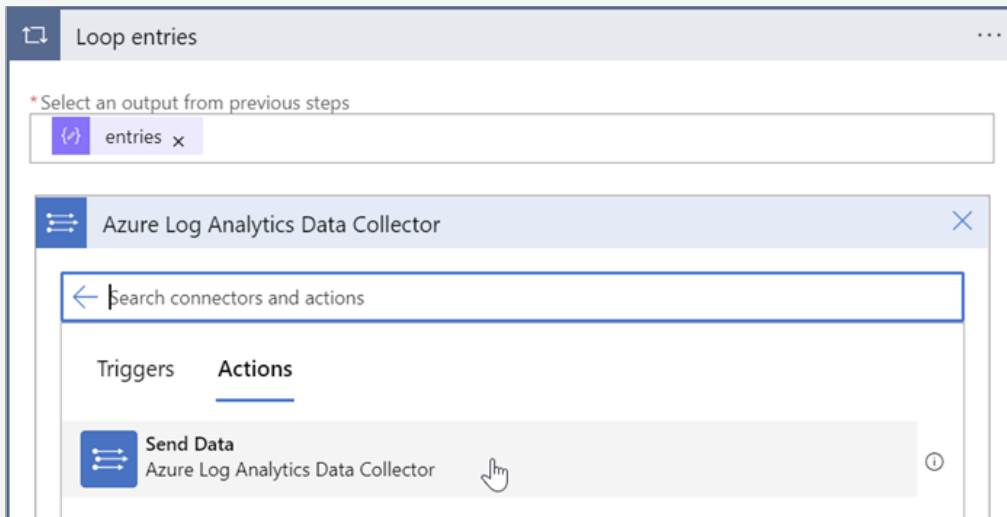 Loop entries
...
*Select an output from previous steps
entries ×
Azure Log Analytics Data Collector
Search connectors and actions
Triggers Actions
Send Data
Azure Log Analytics Data Collector